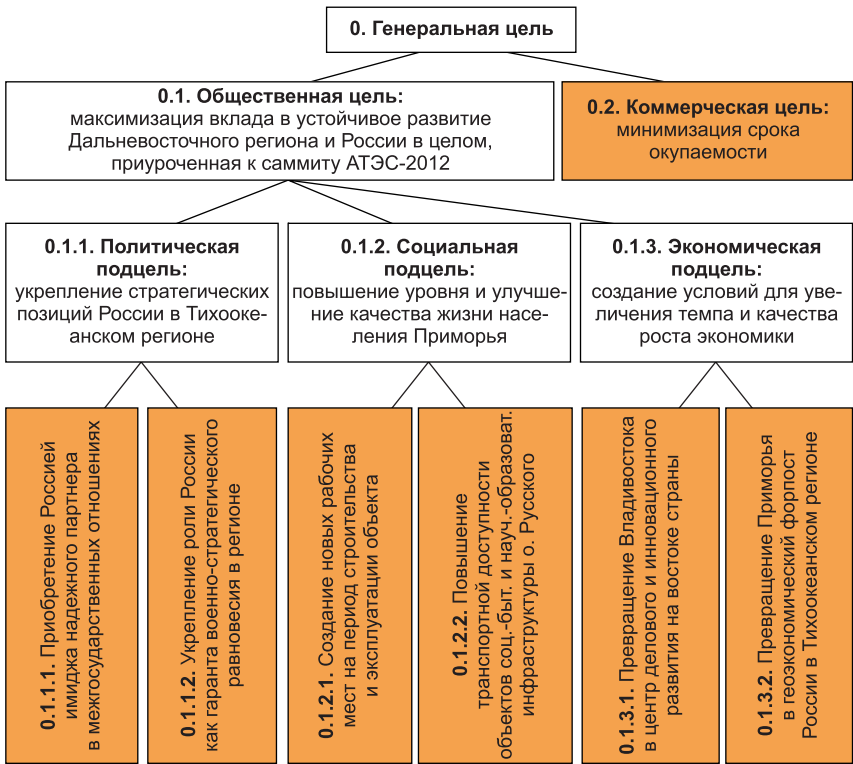 0. Генеральная цель
0.1. Общественная цель:
максимизация вклада в устойчивое развитие
Дальневосточного региона и России в целом,
приуроченная к саммиту АТЭС-2012
0.2. Коммерческая цель:
минимизация срока
окупаемости
0.1.1. Политическая
подцель:
укрепление стратегических
позиций России в Тихооке-
анском регионе
0.1.2. Социальная
подцель:
повышение уровня и улучше-
ние качества жизни насе-
ления Приморья
0.1.3. Экономическая
подцель:
создание условий для уве-
личения темпа и качества
роста экономики
0.1.1.1. Приобретение Россией
имиджа надежного партнера
в межгосударственных отношениях
0.1.1.2. Укрепление роли России
как гаранта военно-стратегического
равновесия в регионе
0.1.2.1. Создание новых рабочих
мест на период строительства
и эксплуатации объекта
0.1.2.2. Повышение
транспортной доступности
объектов соц.-быт. и науч.-образоват.
инфраструктуры о. Русского
0.1.3.1. Превращение Владивостока
в центр делового и инновационного
развития на востоке страны
0.1.3.2. Превращение Приморья
в геоэкономический форпост
России в Тихоокеанском регионе